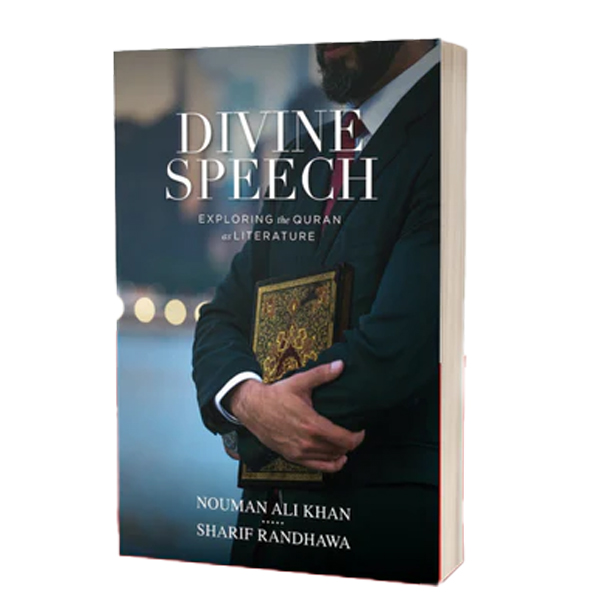 DIVINE
SPEECH
EXPLORING the QURAN
as LITERATURE
NOUMAN ALI KHAN
SHARIF RANDHAWA